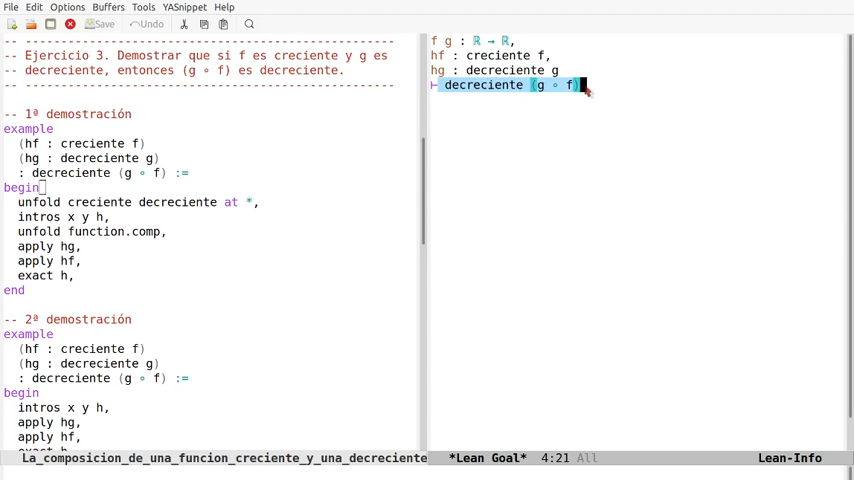 File Edit Options Buffers Tools YASnippet Help
Save Undo
-- -------------------------------------------------
-- Ejercicio 3. Demostrar que si f es creciente y g es
-- decreciente, entonces (g ∘ f) es decreciente.
-- -------------------------------------------------
-- 1ª demostración
example
(hf : creciente f)
(hg : decreciente g)
: decreciente (g ∘ f) :=
begin
unfold creciente decreciente at *,
intros x y h,
unfold function.comp,
apply hg,
apply hf,
exact h,
end
-- 2ª demostración
example
(hf : creciente f)
(hg : decreciente g)
: decreciente (g ∘ f) :=
begin
intros x y h,
apply hg,
apply hf,
exact h
La_composicion_de_una_funcion_creciente_y_una_decreciente
f g : ℝ → ℝ,
hf : creciente f,
hg : decreciente g
⊢ decreciente (g ∘ f)
*Lean Goal* 4:21 All Lean-Info